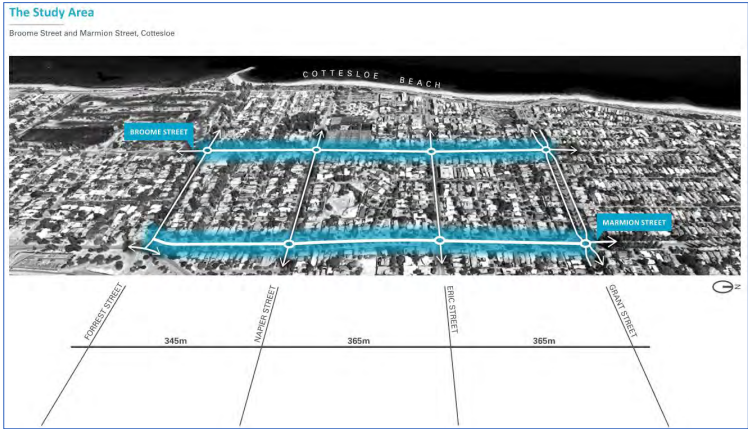 The Study Area
Broome Street and Marmion Street, Cottesloe
COTTESLOE BEACH
BROOME STREET
MARMION STREET
N
FORREST STREET
NAPIER STREET
ERIC STREET
GRANT STREET
345m
365m
365m